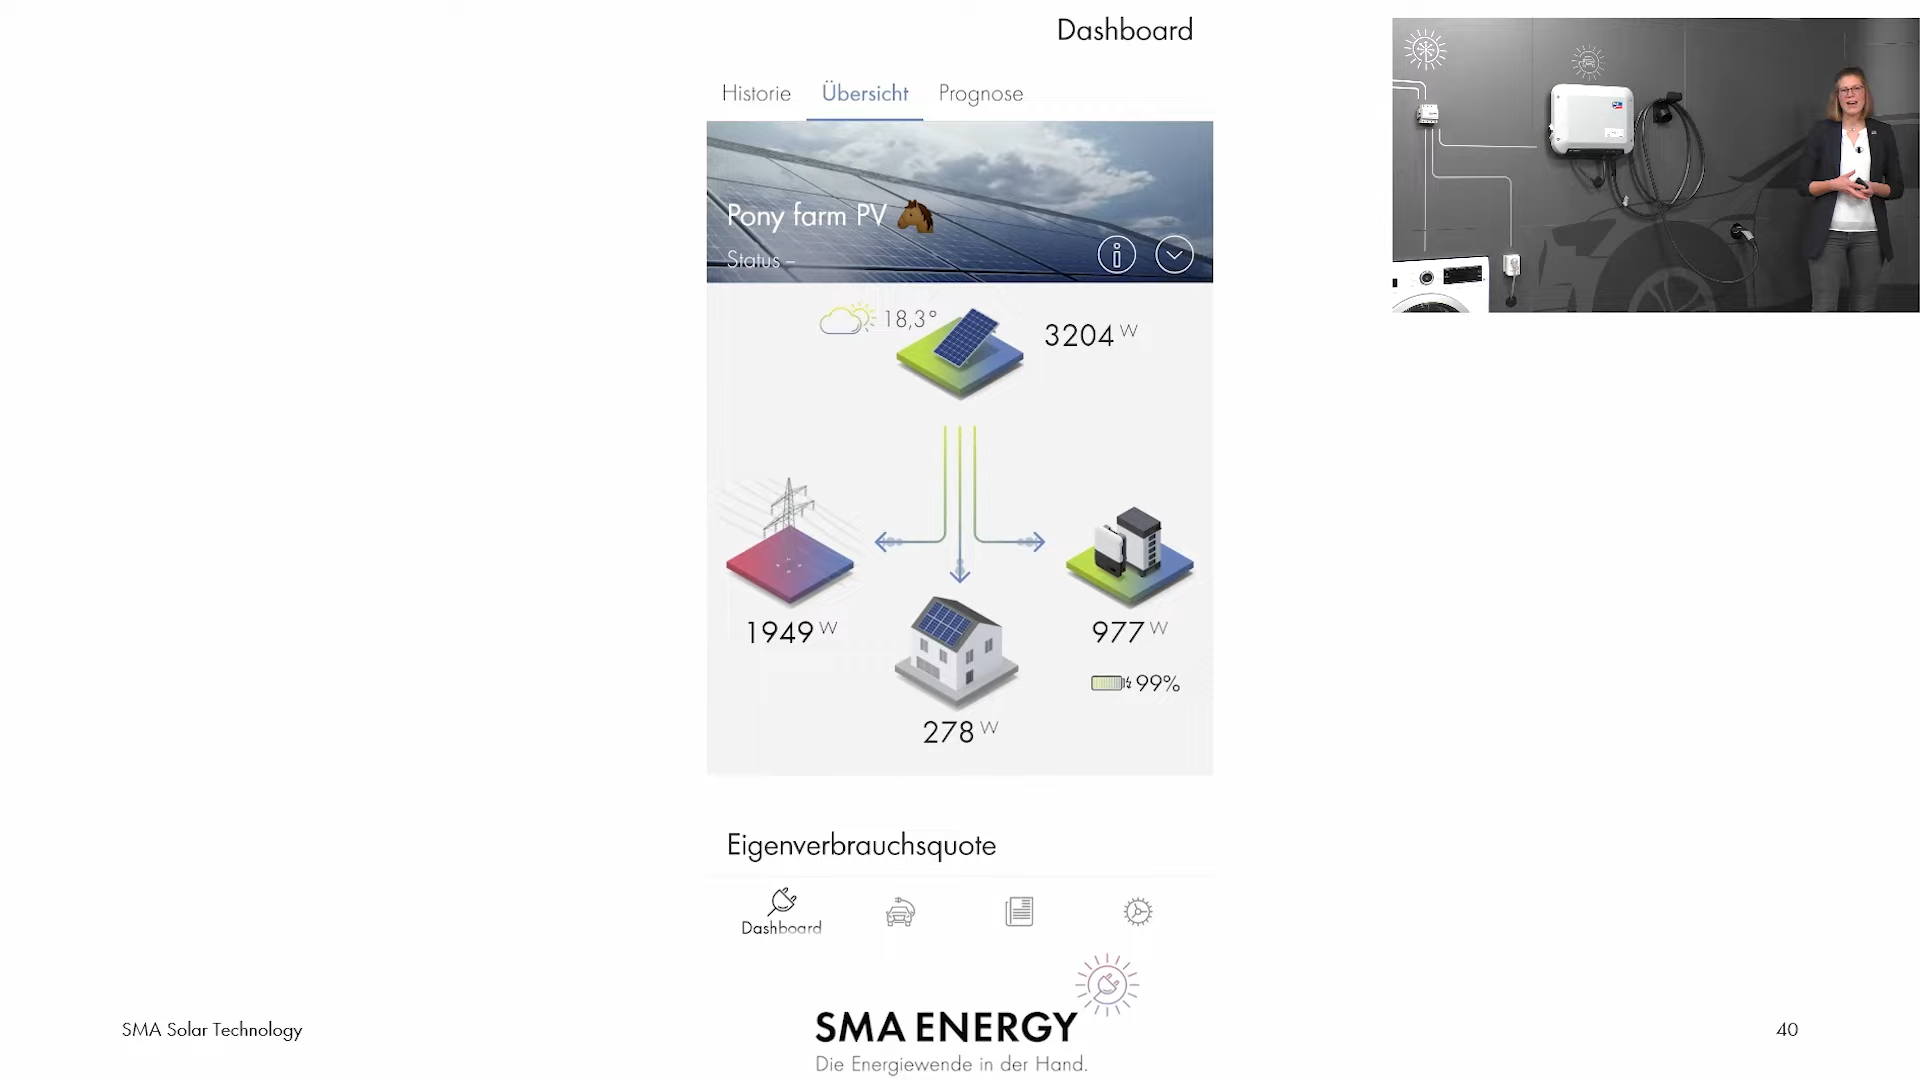 Dashboard
Historie Übersicht Prognose
Pony farm PV
Status –
18,3°
3204 W
1949 W
977 W
99%
278 W
Eigenverbrauchsquote
Dashboard
SMA ENERGY
Die Energiewende in der Hand.
SMA Solar Technology
40